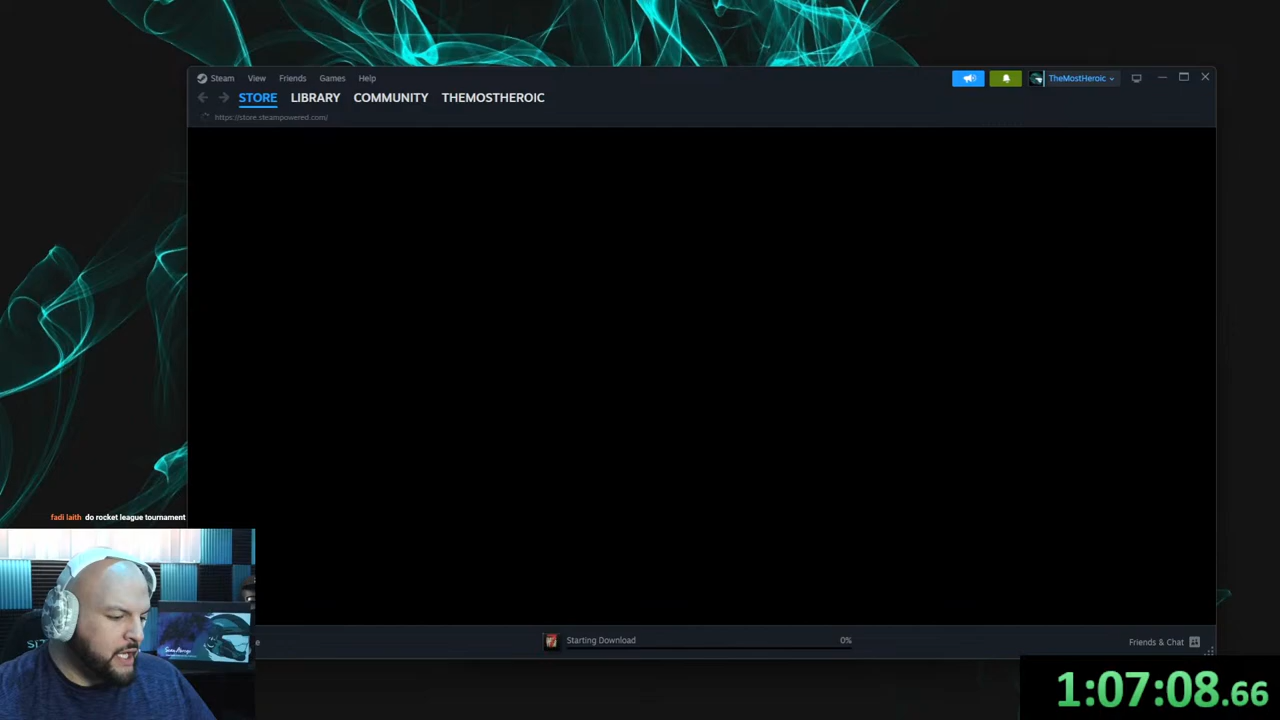 Steam View Friends Games Help
TheMostHeroic
STORE LIBRARY COMMUNITY THEMOSTHEROIC
https://store.steampowered.com/
fadi laith do rocket league tournament
Starting Download 0%
Friends & Chat
1:07:08.66